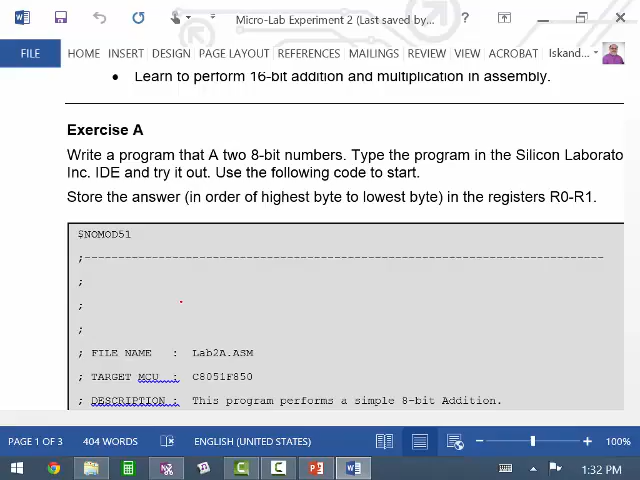 Micro-Lab Experiment 2 (Last saved by...
FILE HOME INSERT DESIGN PAGE LAYOUT REFERENCES MAILINGS REVIEW VIEW ACROBAT Iskand...
• Learn to perform 16-bit addition and multiplication in assembly.
Exercise A
Write a program that A two 8-bit numbers. Type the program in the Silicon Laborato
Inc. IDE and try it out. Use the following code to start.
Store the answer (in order of highest byte to lowest byte) in the registers R0-R1.
$NOMOD51
;------------------------------------------------------------------------------
;
;
;
; FILE NAME : Lab2A.ASM
; TARGET MCU : C8051F850
; DESCRIPTION : This program performs a simple 8-bit Addition.
PAGE 1 OF 3 404 WORDS ENGLISH (UNITED STATES) 100%
1:32 PM